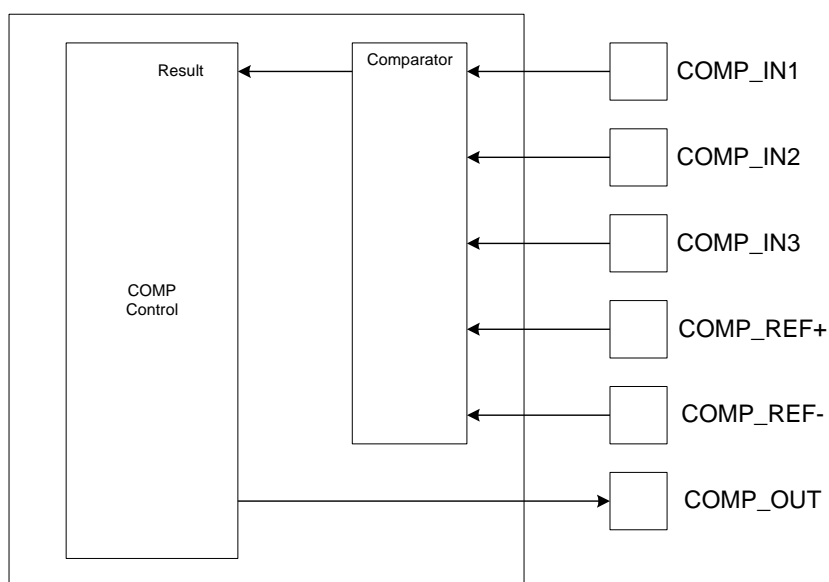 Result
Comparator
COMP_IN1
COMP_IN2
COMP_IN3
COMP
Control
COMP_REF+
COMP_REF-
COMP_OUT